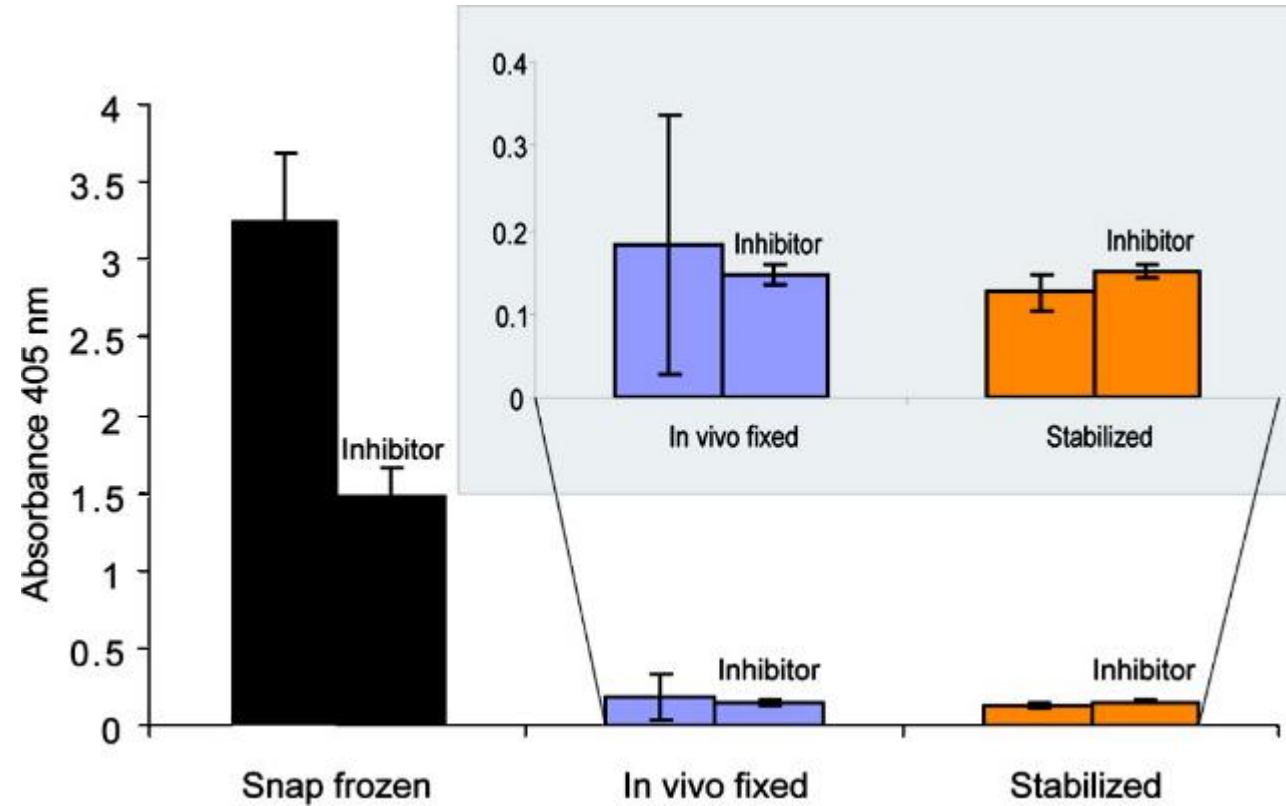 0.4
0.3
0.2
0.1
0
Inhibitor
Inhibitor
In vivo fixed
Stabilized
Absorbance 405 nm
4
3.5
3
2.5
2
1.5
1
0.5
0
Inhibitor
Inhibitor
Inhibitor
Snap frozen
In vivo fixed
Stabilized